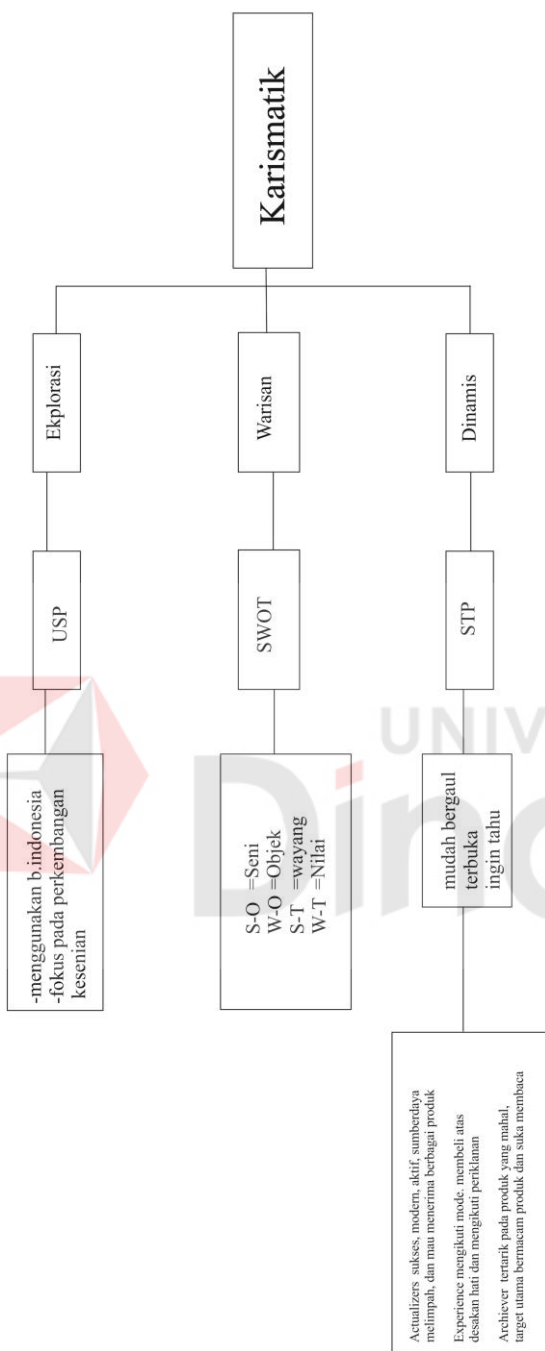 Karismatik
Ekplorasi
Warisan
Dinamis
USP
SWOT
STP
-menggunakan b.indonesia
-fokus pada perkembangan
kesenian
S-O =Seni
W-O =Objek
S-T =wayang
W-T =Nilai
mudah bergaul
terbuka
ingin tahu
Actualizers sukses, modern, aktif, sumberdaya
melimpah, dan mau menerima berbagai produk
Experience mengikuti mode. membeli atas
desakan hati dan mengikuti periklanan
Archiever tertarik pada produk yang mahal,
target utama bermacam produk dan suka membaca
UNIV
Dino